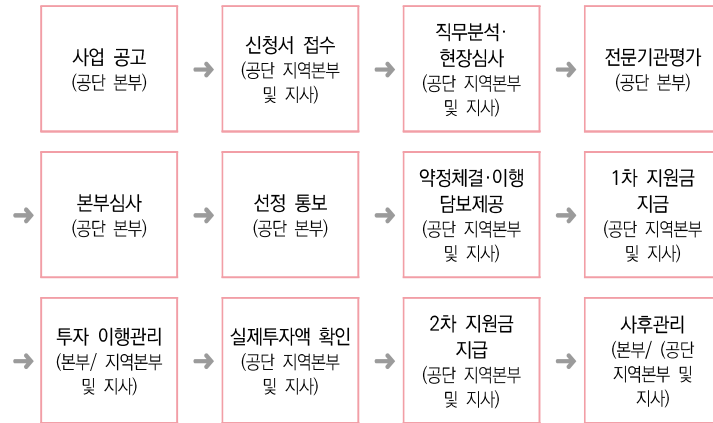 사업 공고
(공단 본부)
신청서 접수
(공단 지역본부
및 지사)
직무분석·
현장심사
(공단 지역본부
및 지사)
전문기관평가
(공단 본부)
본부심사
(공단 본부)
선정 통보
(공단 본부)
약정체결·이행
담보제공
(공단 지역본부
및 지사)
1차 지원금
지급
(공단 지역본부
및 지사)
투자 이행관리
(본부/ 지역본부
및 지사)
실제투자액 확인
(공단 지역본부
및 지사)
2차 지원금
지급
(공단 지역본부
및 지사)
사후관리
(본부/ (공단
지역본부 및
지사)